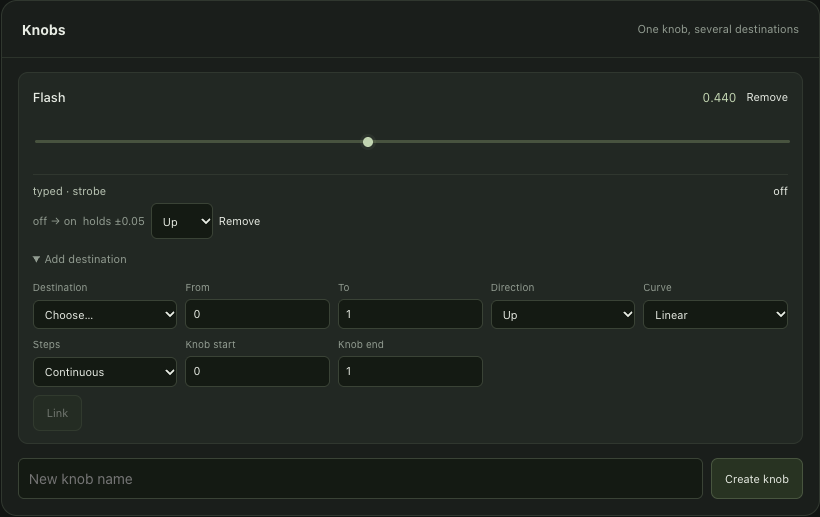 Knobs
One knob, several destinations
Flash
0.440 Remove
typed · strobe
off
off → on holds ±0.05 Up Remove
▼ Add destination
Destination From To Direction Curve
Choose... 0 1 Up Linear
Steps Knob start Knob end
Continuous 0 1
Link
New knob name
Create knob